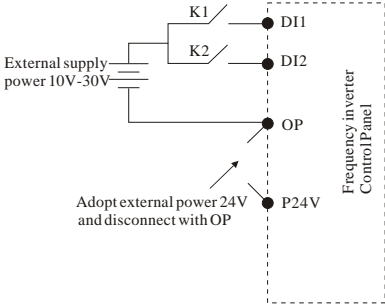 K1
DI1
K2
DI2
External supply
power 10V-30V
OP
Frequency inverter
Control Panel
Adopt external power 24V
and disconnect with OP
P24V